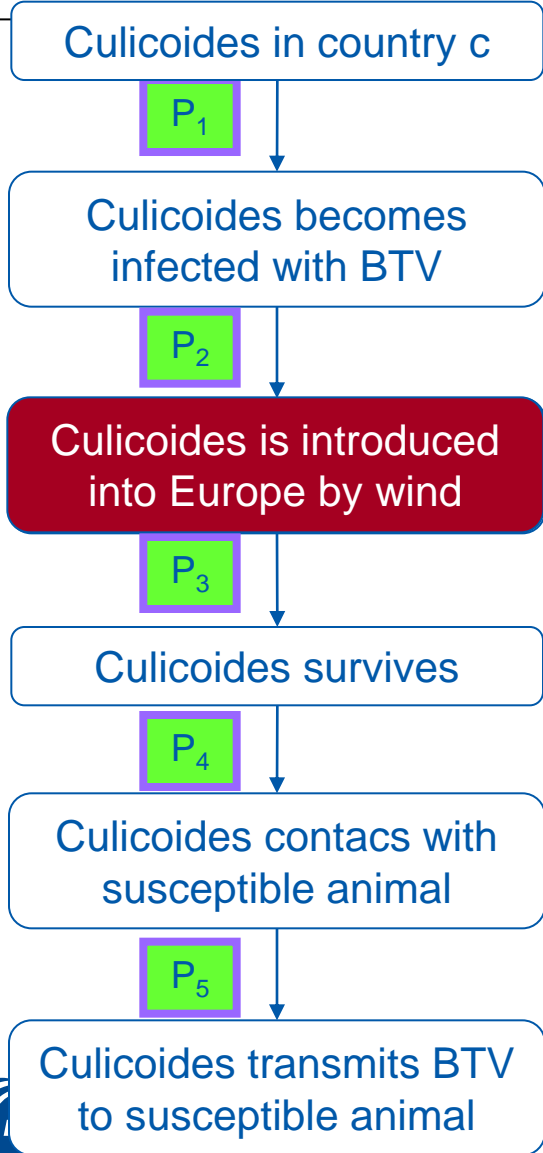 Culicoides in country c
P₁
Culicoides becomes
infected with BTV
P₂
Culicoides is introduced
into Europe by wind
P₃
Culicoides survives
P₄
Culicoides contacs with
susceptible animal
P₅
Culicoides transmits BTV
to susceptible animal